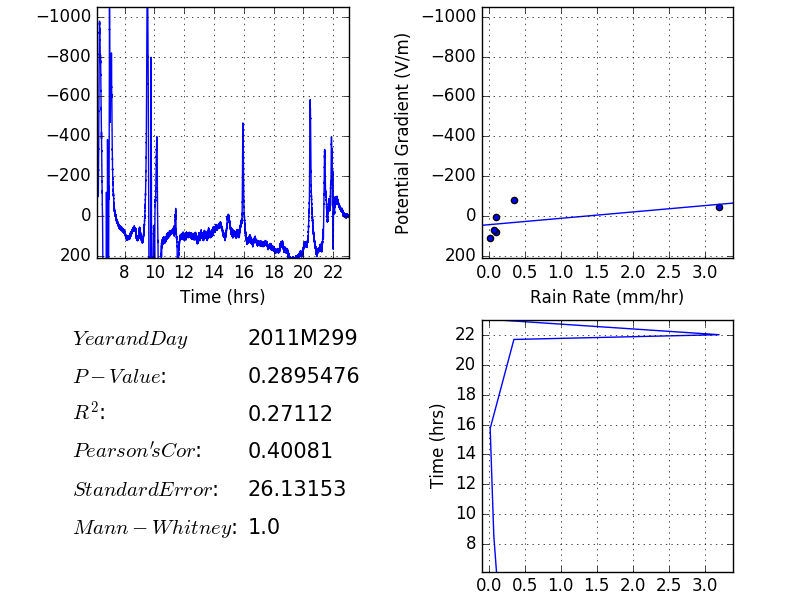 −1000
−800
−600
−400
−200
0
200
8 10 12 14 16 18 20 22
Time (hrs)
Potential Gradient (V/m)
−1000
−800
−600
−400
−200
0
200
0.0 0.5 1.0 1.5 2.0 2.5 3.0
Rain Rate (mm/hr)
YearandDay 2011M299
P−Value: 0.2895476
R²: 0.27112
Pearson'sCor: 0.40081
StandardError: 26.13153
Mann−Whitney: 1.0
Time (hrs)
22
20
18
16
14
12
10
8
0.0 0.5 1.0 1.5 2.0 2.5 3.0